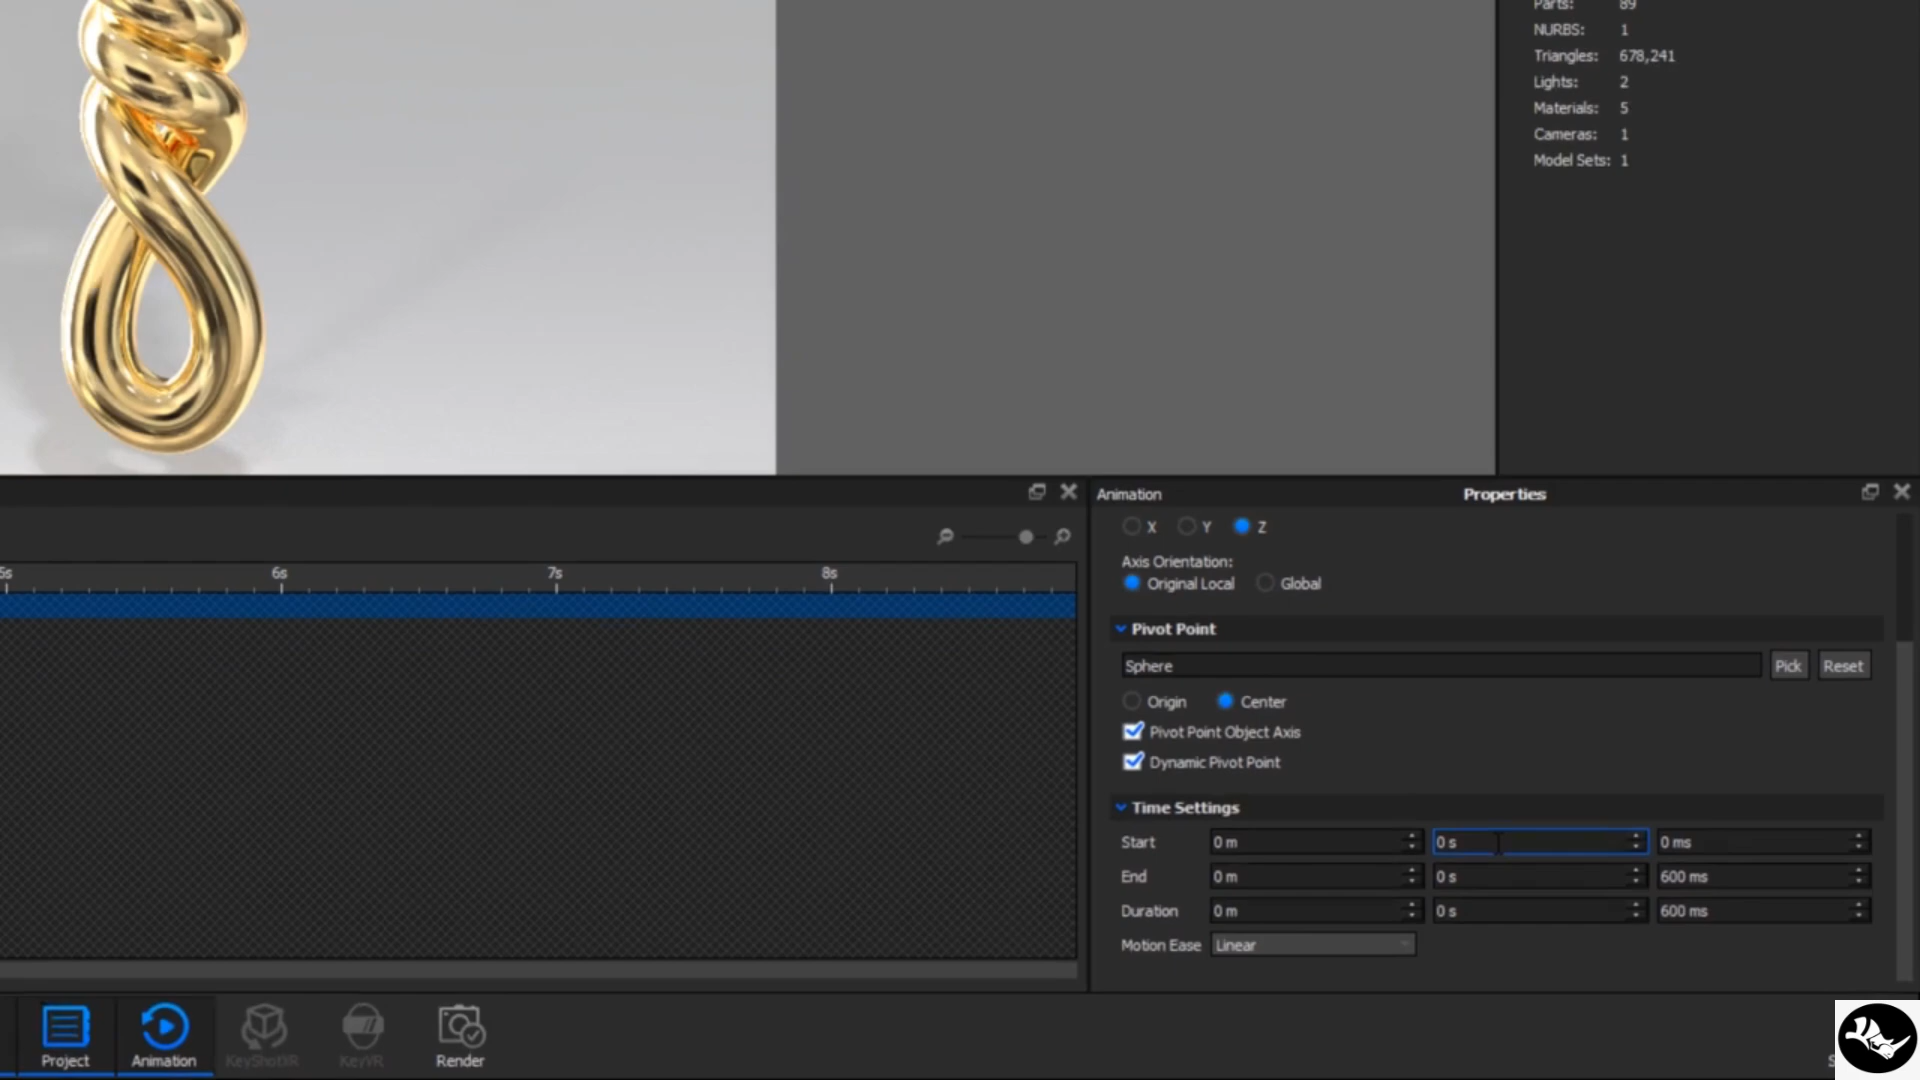 Parts: 89
NURBS: 1
Triangles: 678,241
Lights: 2
Materials: 5
Cameras: 1
Model Sets: 1
Animation Properties
X Y Z
Axis Orientation:
Original Local Global
6s 7s 8s
Pivot Point
Sphere Pick Reset
Origin Center
Pivot Point Object Axis
Dynamic Pivot Point
Time Settings
Start 0 m 0 s 0 ms
End 0 m 0 s 600 ms
Duration 0 m 0 s 600 ms
Motion Ease Linear
Project Animation KeyShotXR KeyVR Render